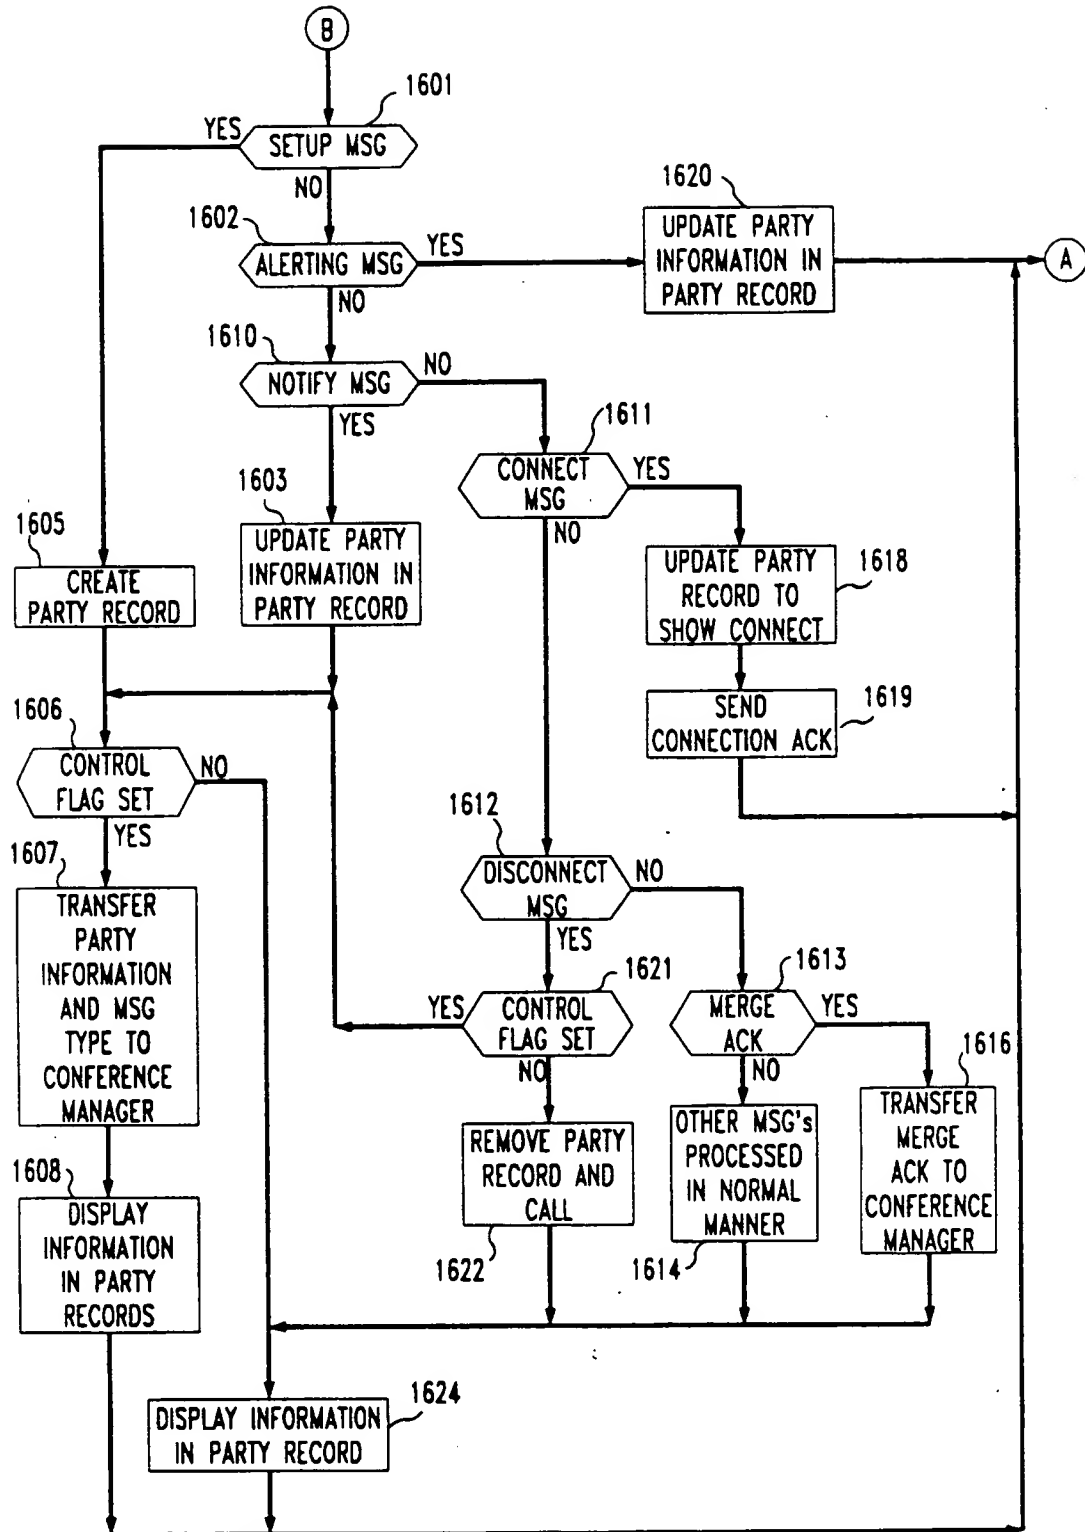 B
1601
YES
SETUP MSG
NO
1602
ALERTING MSG
YES
1620
UPDATE PARTY
INFORMATION IN
PARTY RECORD
A
NO
1610
NOTIFY MSG
NO
YES
1611
CONNECT
MSG
YES
NO
1603
UPDATE PARTY
INFORMATION IN
PARTY RECORD
1605
CREATE
PARTY RECORD
UPDATE PARTY
RECORD TO
SHOW CONNECT
1618
SEND
CONNECTION ACK
1619
1606
CONTROL
FLAG SET
NO
YES
1612
DISCONNECT
MSG
NO
YES
1607
TRANSFER
PARTY
INFORMATION
AND MSG
TYPE TO
CONFERENCE
MANAGER
1621
YES
CONTROL
FLAG SET
NO
1613
MERGE
ACK
YES
NO
1616
TRANSFER
MERGE
ACK TO
CONFERENCE
MANAGER
REMOVE PARTY
RECORD AND
CALL
1622
OTHER MSG's
PROCESSED
IN NORMAL
MANNER
1614
1608
DISPLAY
INFORMATION
IN PARTY
RECORDS
1624
DISPLAY INFORMATION
IN PARTY RECORD